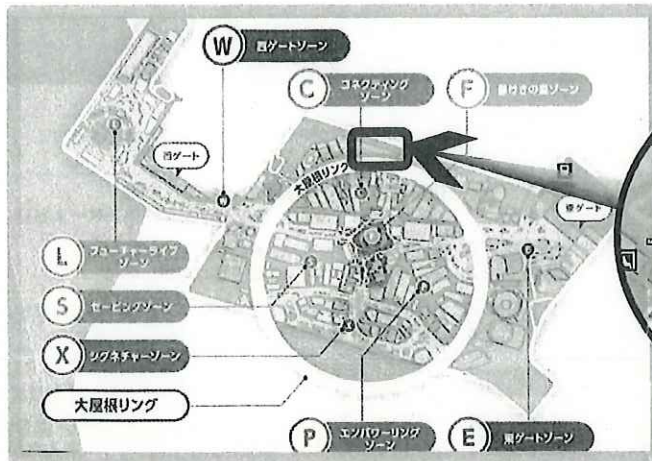 W 西ゲートゾーン
C コネクティング
ゾーン
F 静けさの森ゾーン
西ゲート
大屋根リング
東ゲート
L フューチャーライフ
ゾーン
S セービングゾーン
X シグネチャーゾーン
大屋根リング
P エンパワーリング
ゾーン
E 東ゲートゾーン